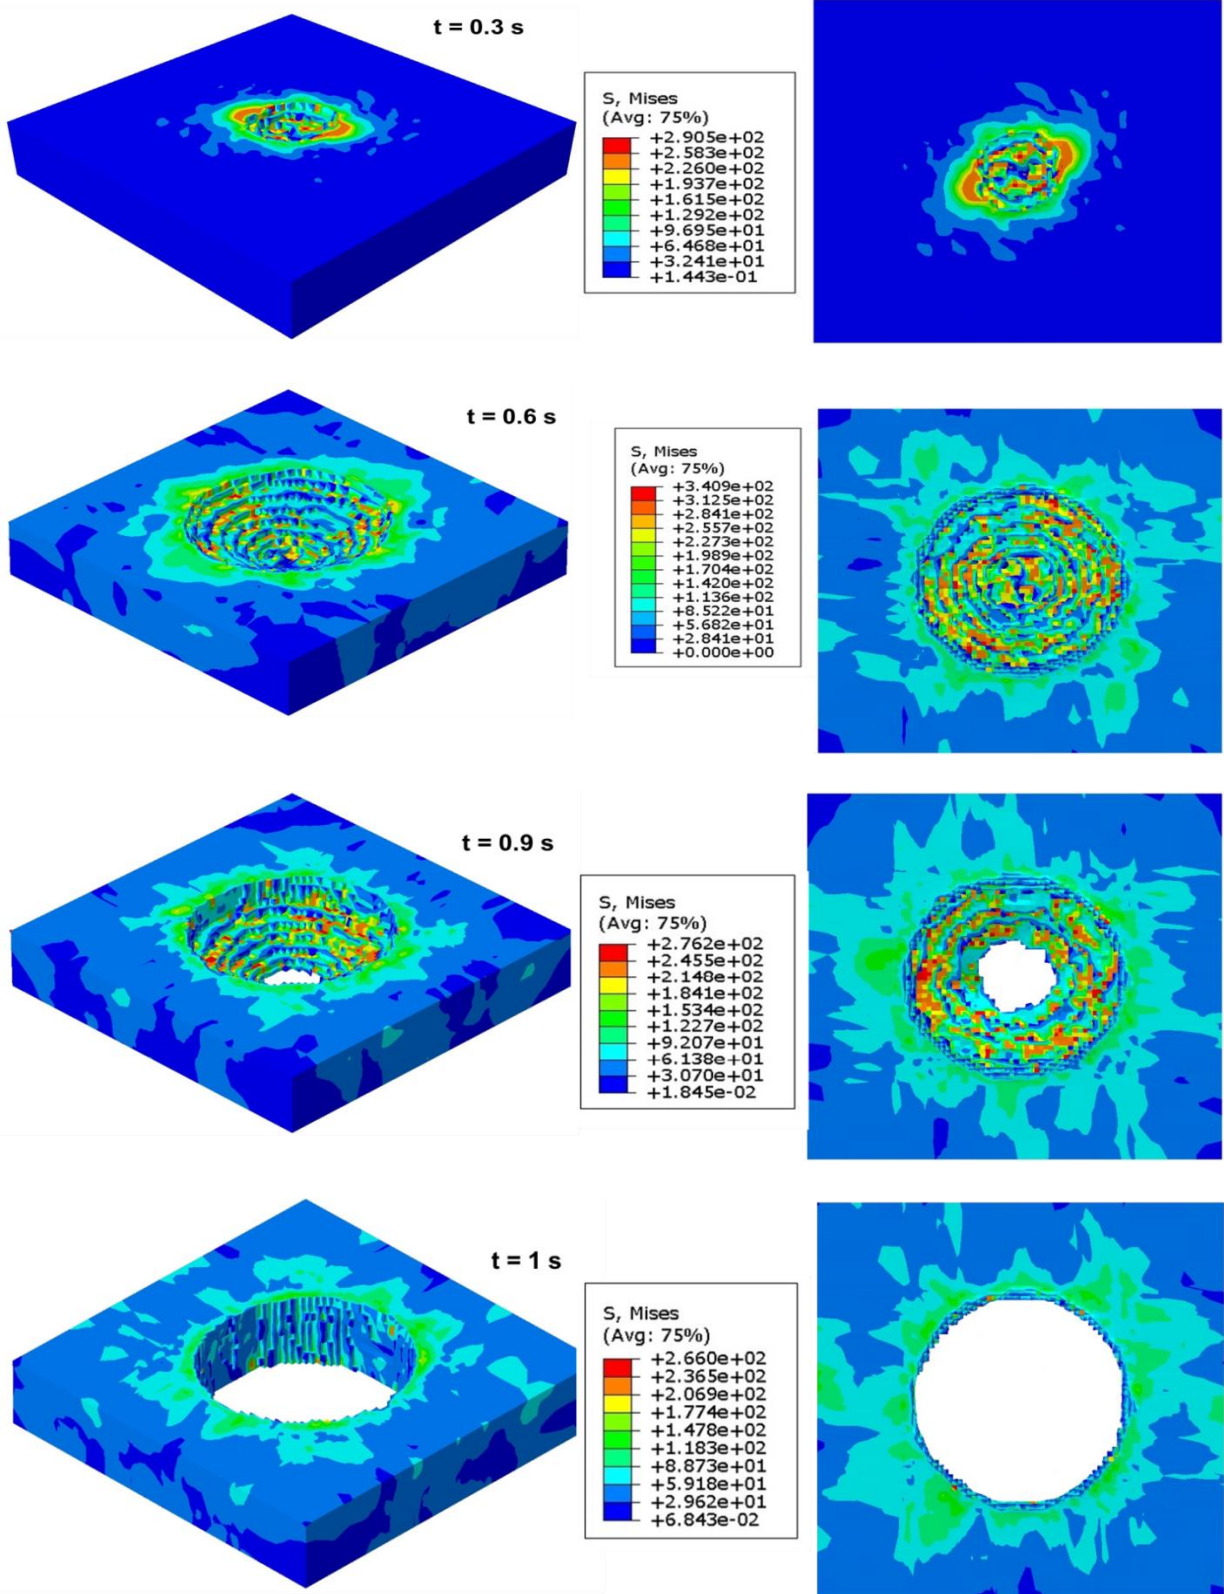 t = 0.3 s
S, Mises
(Avg: 75%)
+2.905e+02
+2.583e+02
+2.260e+02
+1.937e+02
+1.615e+02
+1.292e+02
+9.695e+01
+6.468e+01
+3.241e+01
+1.443e-01
t = 0.6 s
S, Mises
(Avg: 75%)
+3.409e+02
+3.125e+02
+2.841e+02
+2.557e+02
+2.273e+02
+1.989e+02
+1.704e+02
+1.420e+02
+1.136e+02
+8.522e+01
+5.682e+01
+2.841e+01
+0.000e+00
t = 0.9 s
S, Mises
(Avg: 75%)
+2.762e+02
+2.455e+02
+2.148e+02
+1.841e+02
+1.534e+02
+1.227e+02
+9.207e+01
+6.138e+01
+3.070e+01
+1.845e-02
t = 1 s
S, Mises
(Avg: 75%)
+2.660e+02
+2.365e+02
+2.069e+02
+1.774e+02
+1.478e+02
+1.183e+02
+8.873e+01
+5.918e+01
+2.962e+01
+6.843e-02